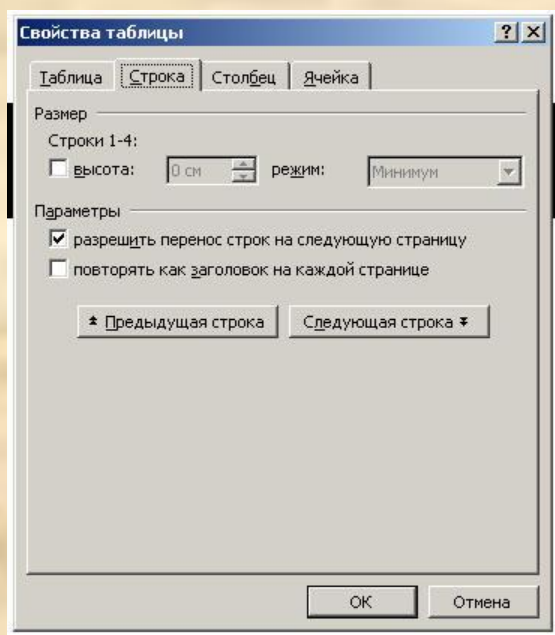 Свойства таблицы
Таблица Строка Столбец Ячейка
Размер
Строки 1-4:
высота: 0 см режим: Минимум
Параметры
разрешить перенос строк на следующую страницу
повторять как заголовок на каждой странице
Предыдущая строка Следующая строка
ОК Отмена